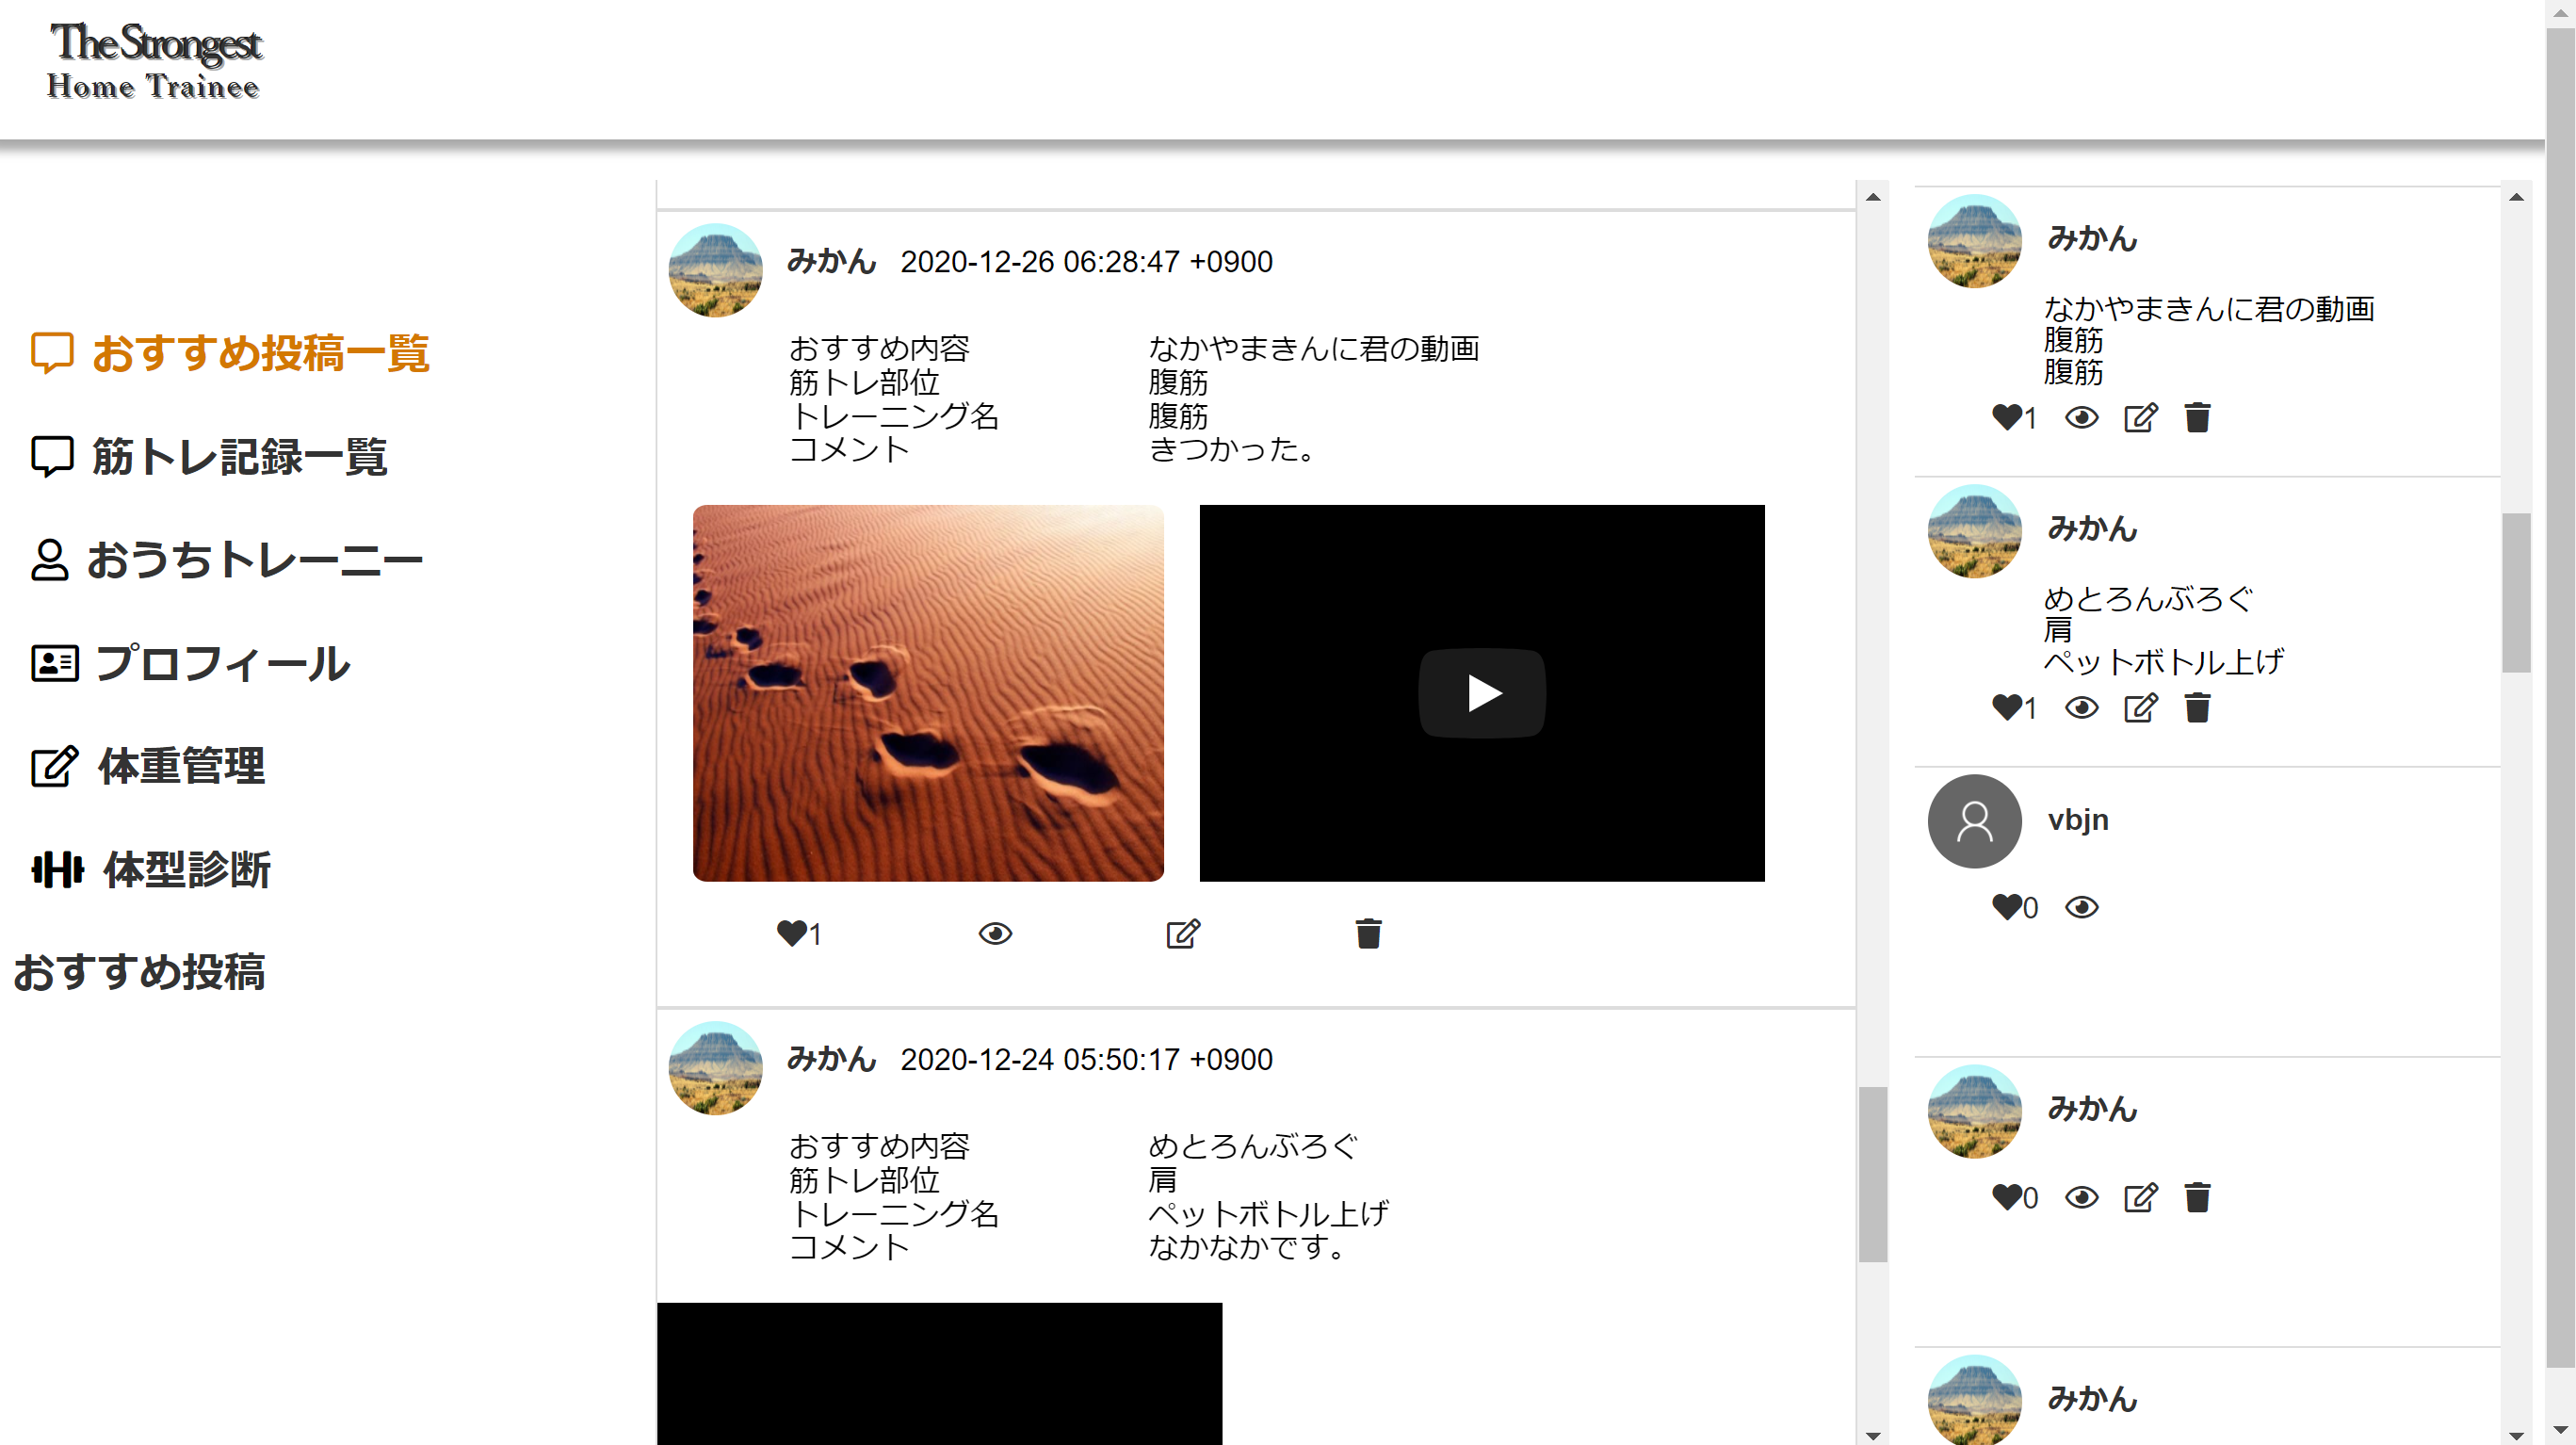 The Strongest
Home Trainee
おすすめ投稿一覧
筋トレ記録一覧
おうちトレーニー
プロフィール
体重管理
体型診断
おすすめ投稿
みかん 2020-12-26 06:28:47 +0900
おすすめ内容 なかやまきんに君の動画
筋トレ部位 腹筋
トレーニング名 腹筋
コメント きつかった。
1
みかん 2020-12-24 05:50:17 +0900
おすすめ内容 めとろんぶろぐ
筋トレ部位 肩
トレーニング名 ペットボトル上げ
コメント なかなかです。
みかん
なかやまきんに君の動画
腹筋
腹筋
1
みかん
めとろんぶろぐ
肩
ペットボトル上げ
1
vbjn
0
みかん
0
みかん